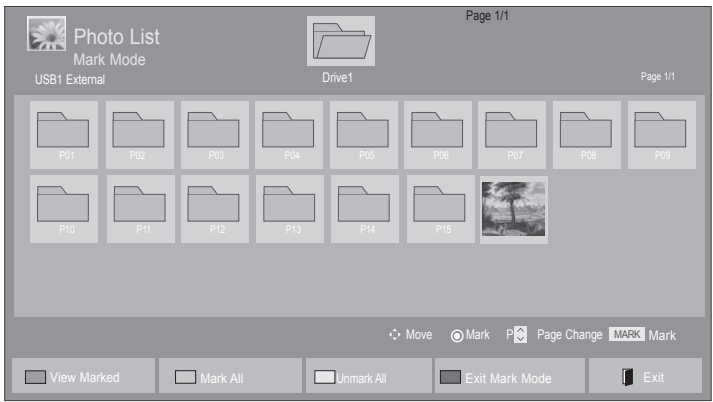 Page 1/1
Photo List
Mark Mode
USB1 External
Drive1
Page 1/1
P01 P02 P03 P04 P05 P06 P07 P08 P09
P10 P11 P12 P13 P14 P15
Move Mark P Page Change MARK Mark
View Marked Mark All Unmark All Exit Mark Mode Exit